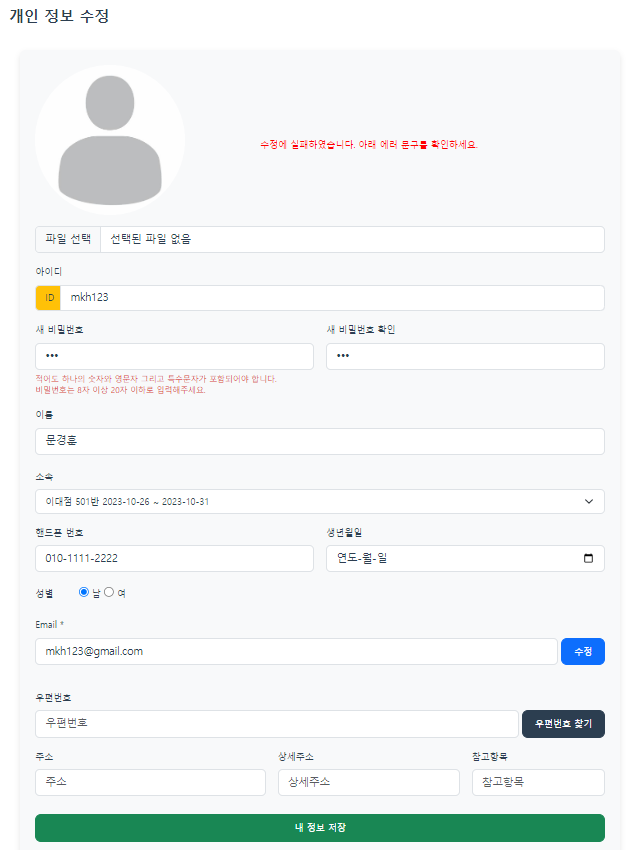 개인 정보 수정
수정에 실패하였습니다. 아래 에러 문구를 확인하세요.
파일 선택 선택된 파일 없음
아이디
ID mkh123
새 비밀번호 새 비밀번호 확인
••• •••
적어도 하나의 숫자와 영문자 그리고 특수문자가 포함되어야 합니다.
비밀번호는 8자 이상 20자 이하로 입력해주세요.
이름
문경훈
소속
이대점 501반 2023-10-26 ~ 2023-10-31
핸드폰 번호 생년월일
010-1111-2222 연도-월-일
성별 남 여
Email *
mkh123@gmail.com 수정
우편번호
우편번호 우편번호 찾기
주소 상세주소 참고항목
주소 상세주소 참고항목
내 정보 저장